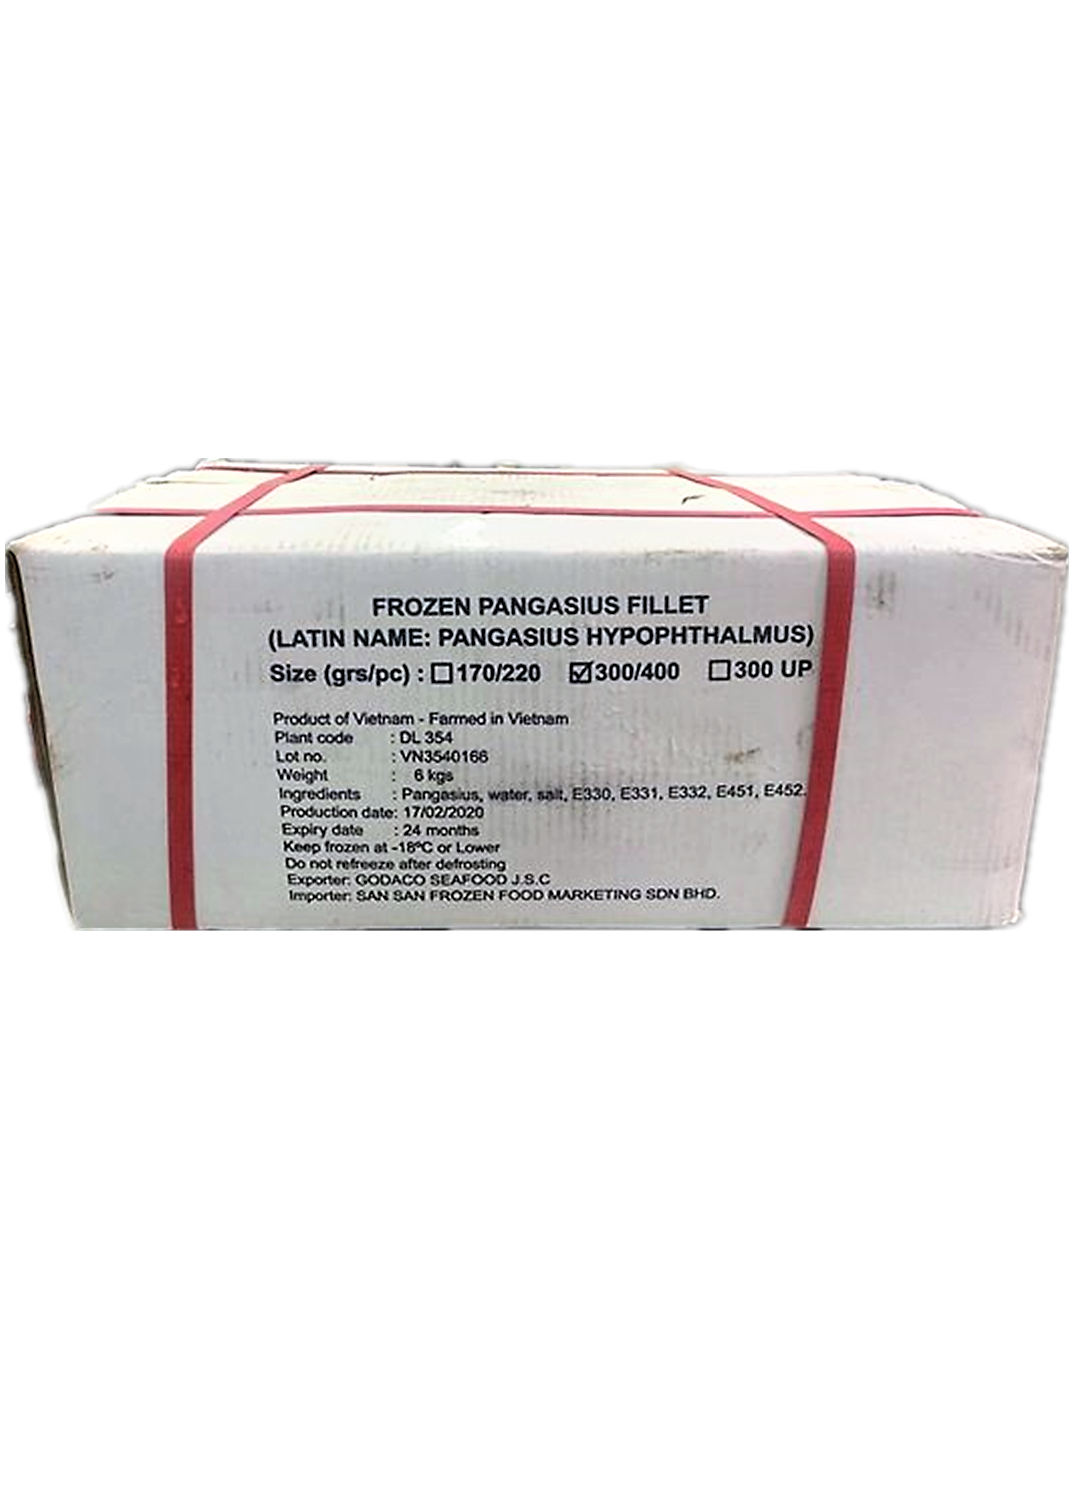 FROZEN PANGASIUS FILLET
(LATIN NAME: PANGASIUS HYPOPHTHALMUS)
Size (grs/pc) : ☐170/220 ☑300/400 ☐300 UP
Product of Vietnam - Farmed in Vietnam
Plant code : DL 354
Lot no. : VN3540166
Weight : 6 kgs
Ingredients : Pangasius, water, salt, E330, E331, E332, E451, E452.
Production date: 17/02/2020
Expiry date : 24 months
Keep frozen at -18ºC or Lower
Do not refreeze after defrosting
Exporter: GODACO SEAFOOD J.S.C
Importer: SAN SAN FROZEN FOOD MARKETING SDN BHD.